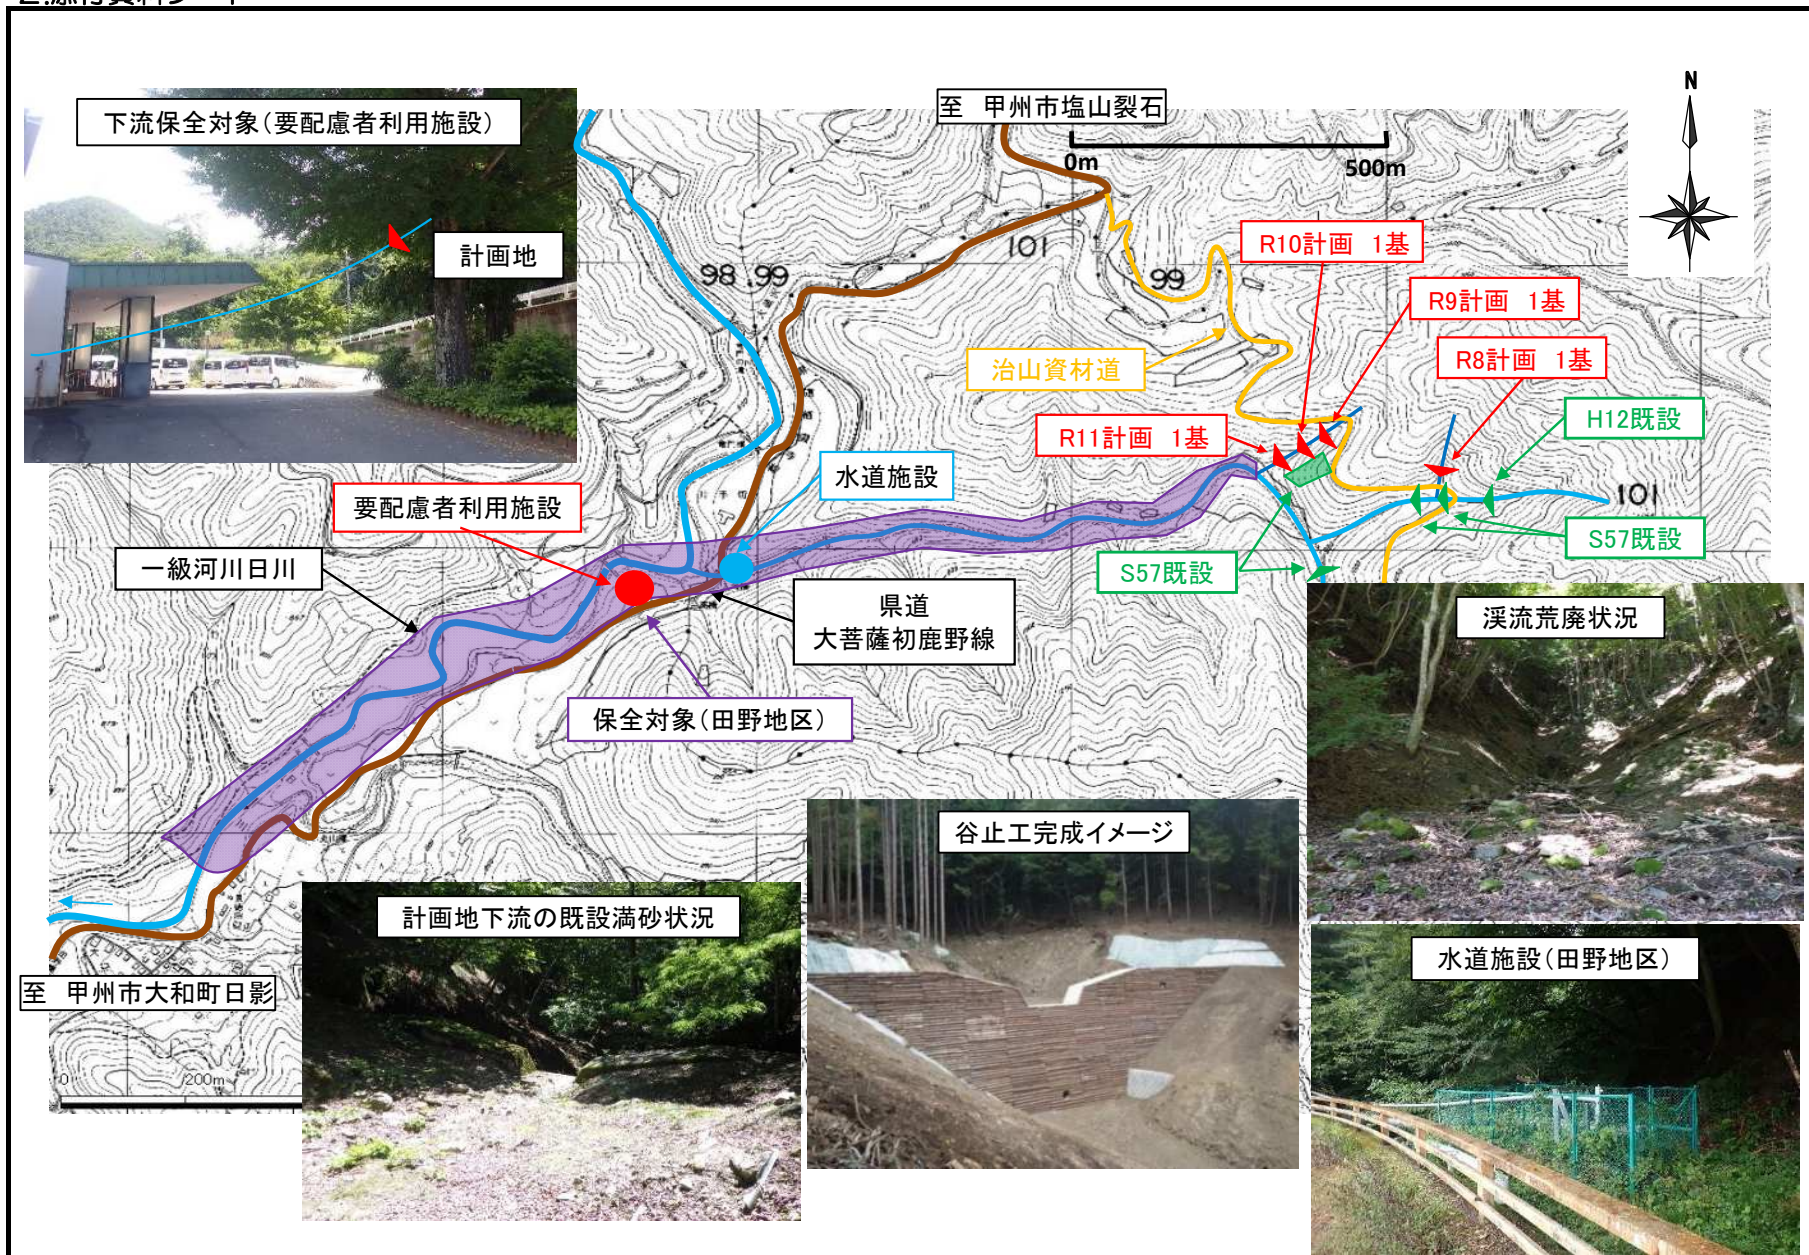 2.添付資料シート
下流保全対象(要配慮者利用施設)
計画地
至 甲州市塩山裂石
0m
500m
N
R10計画 1基
R9計画 1基
R8計画 1基
R11計画 1基
H12既設
S57既設
S57既設
治山資材道
98
99
101
99
101
水道施設
要配慮者利用施設
一級河川日川
県道
大菩薩初鹿野線
保全対象(田野地区)
渓流荒廃状況
谷止工完成イメージ
計画地下流の既設満砂状況
水道施設(田野地区)
至 甲州市大和町日影
0
200m